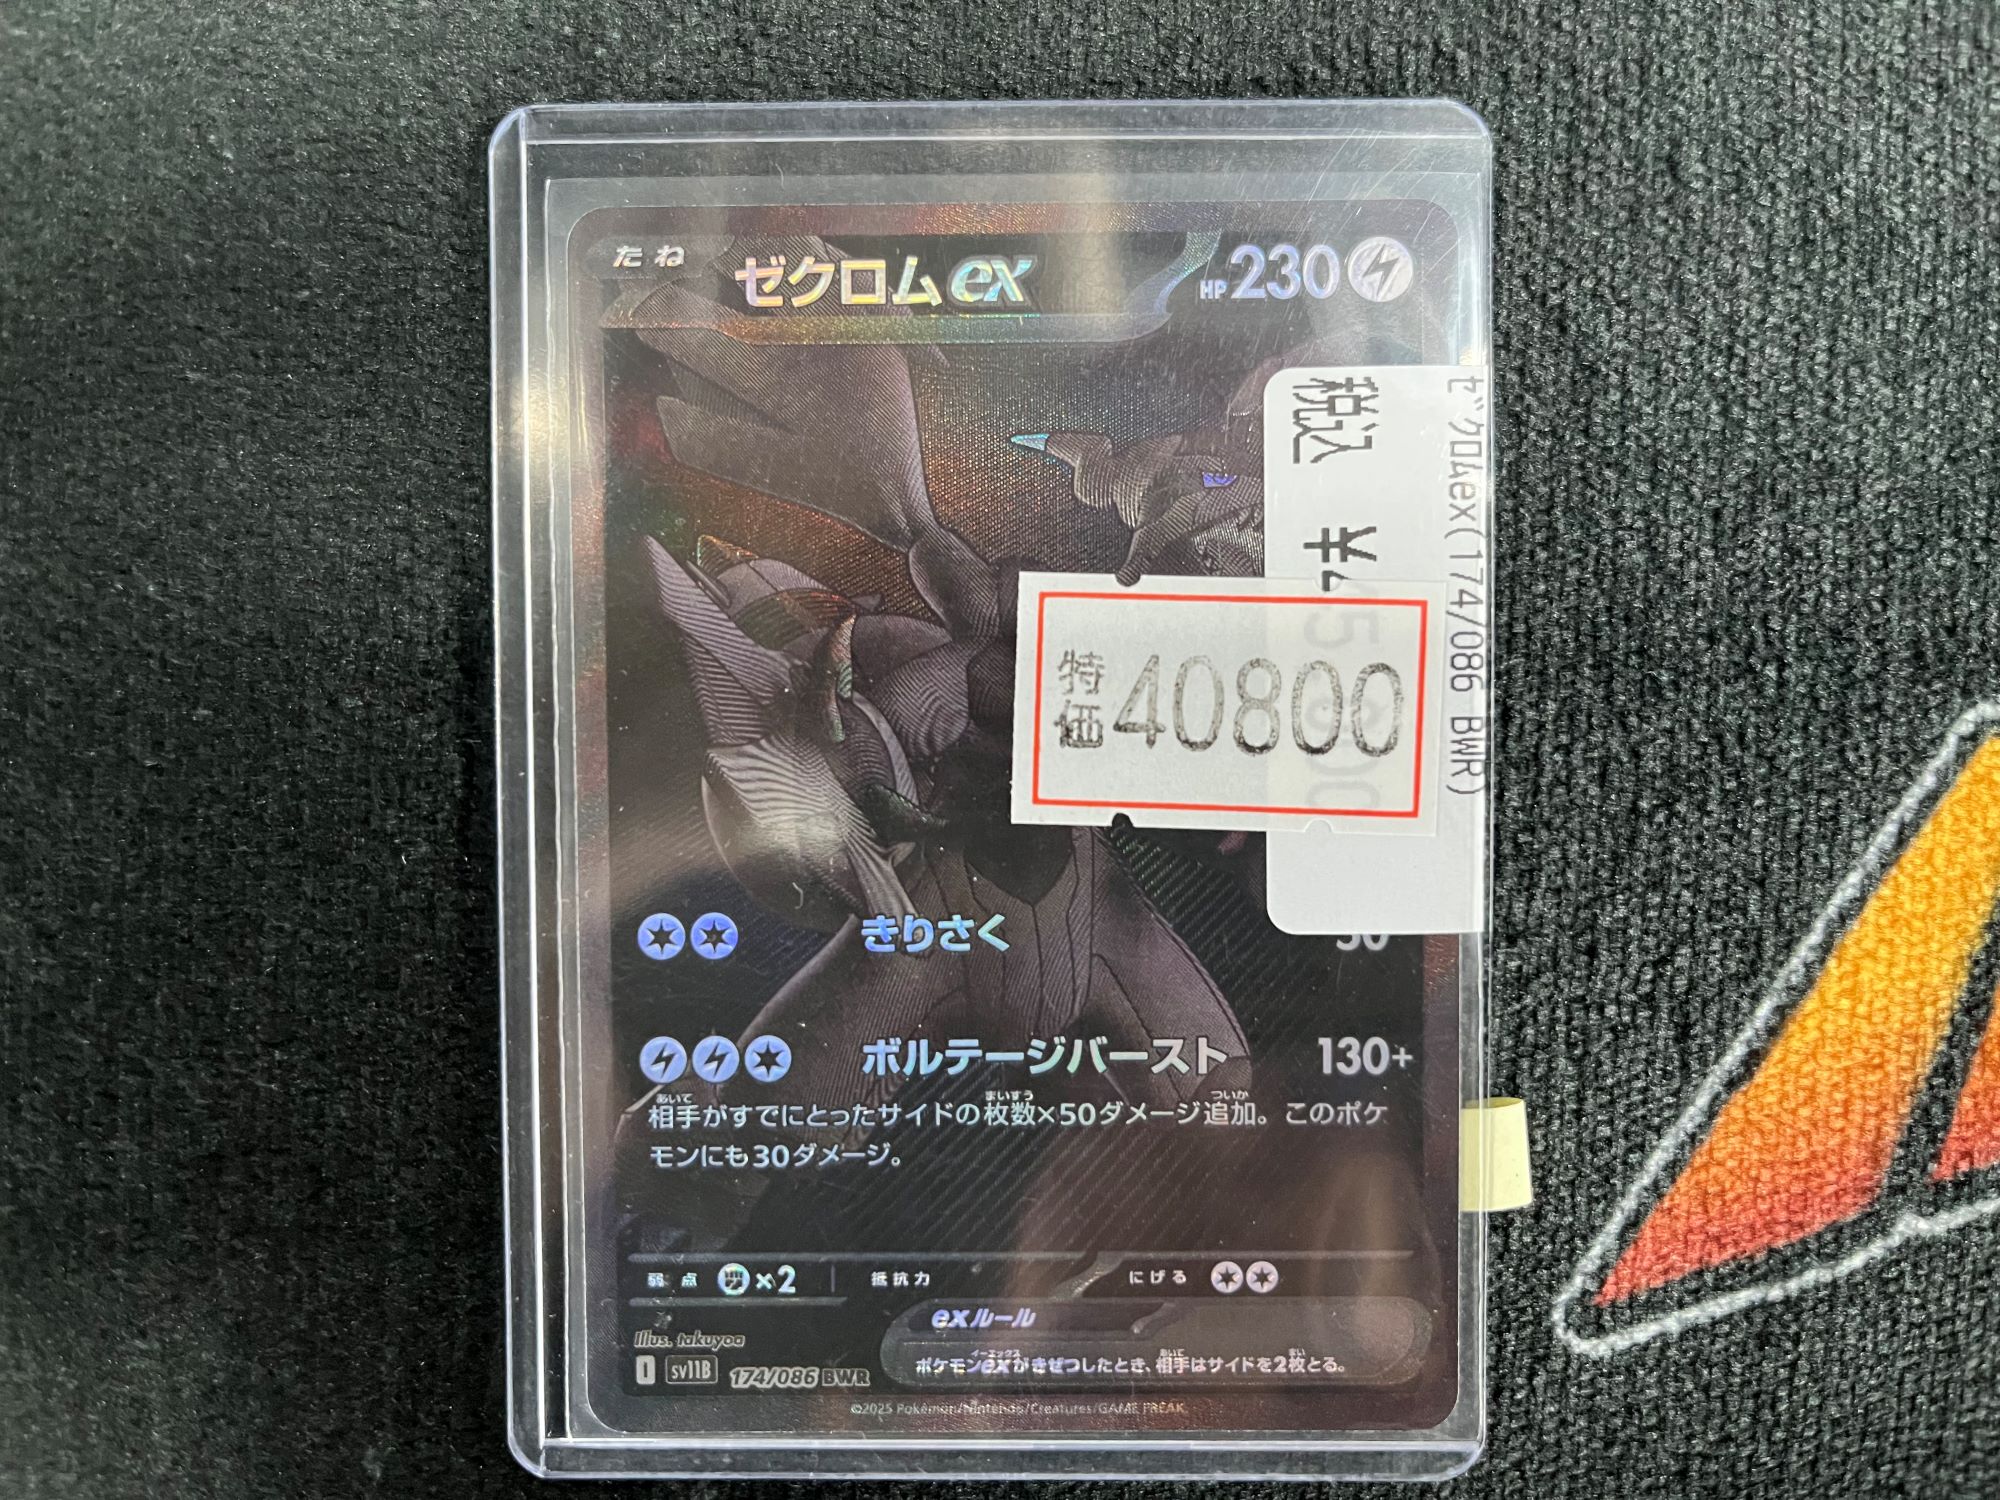 たね
ゼクロムex
HP 230
税込 ¥
ゼクロムex(174/086 BWR)
特価 40800
きりさく
ボルテージバースト 130+
相手がすでにとったサイドの枚数×50ダメージ追加。このポケ
モンにも30ダメージ。
弱点 ×2 抵抗力 にげる
exルール
ポケモンexがきぜつしたとき、相手はサイドを2枚とる。
Illus. takuyoa
I sv11B 174/086 BWR
©2025 Pokémon/Nintendo/Creatures/GAME FREAK